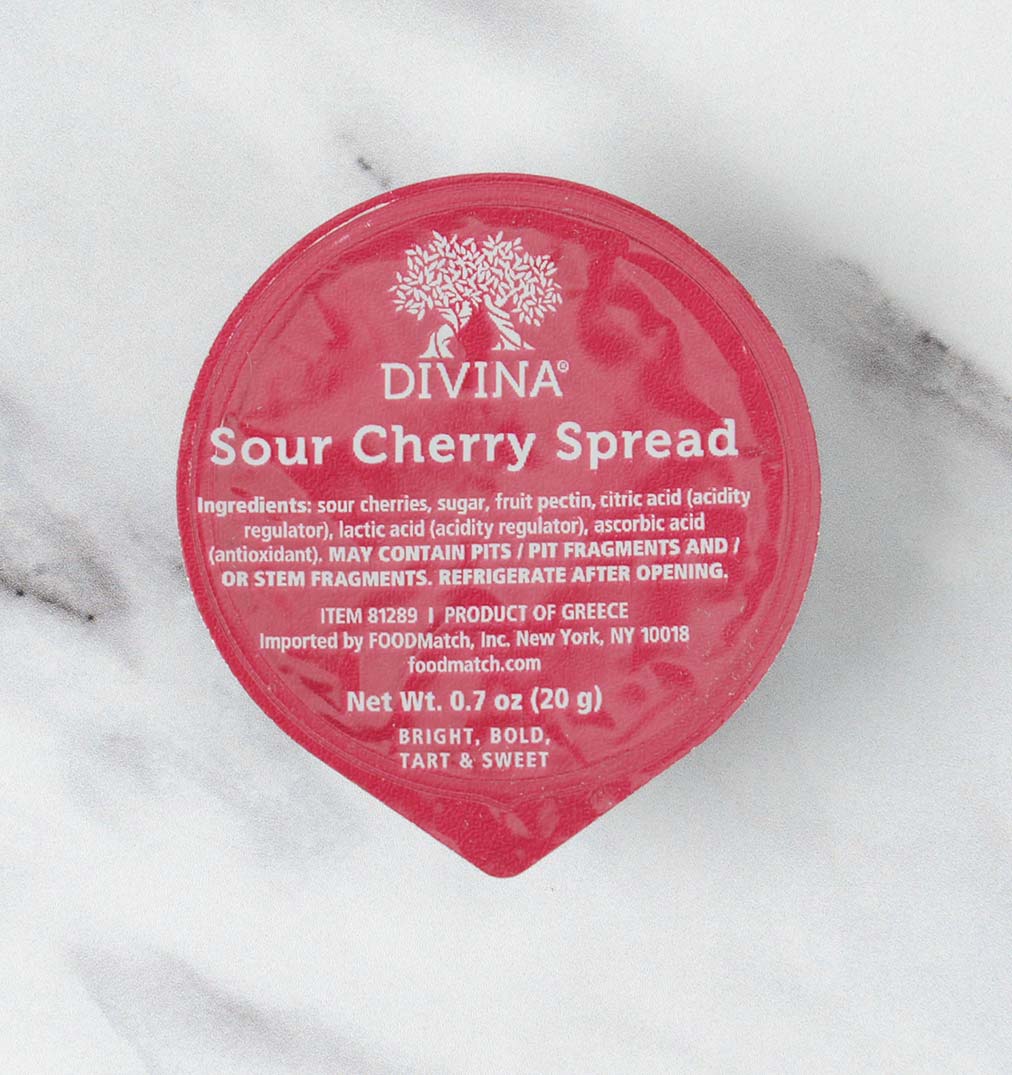 DIVINA®
Sour Cherry Spread
Ingredients: sour cherries, sugar, fruit pectin, citric acid (acidity
regulator), lactic acid (acidity regulator), ascorbic acid
(antioxidant). MAY CONTAIN PITS / PIT FRAGMENTS AND /
OR STEM FRAGMENTS. REFRIGERATE AFTER OPENING.
ITEM 81289 | PRODUCT OF GREECE
Imported by FOODMatch, Inc. New York, NY 10018
foodmatch.com
Net Wt. 0.7 oz (20 g)
BRIGHT, BOLD,
TART & SWEET